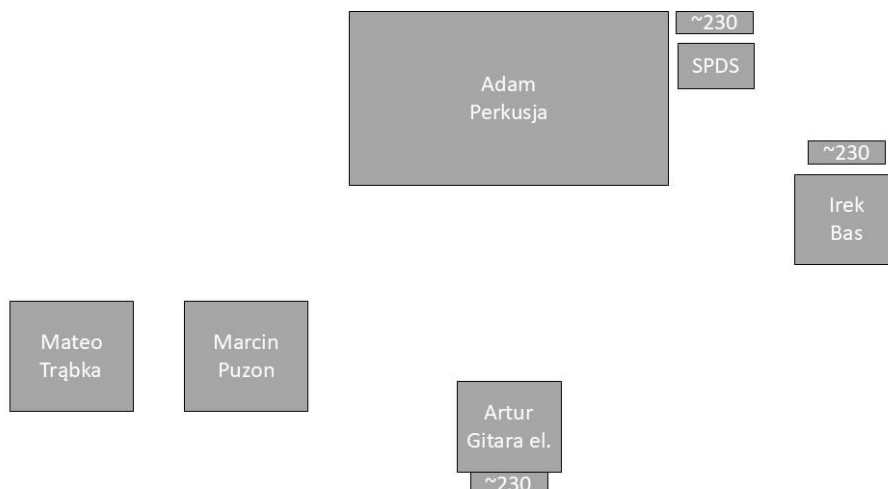 ~230
Adam
Perkusja
SPDS
~230
Irek
Bas
Mateo
Trąbka
Marcin
Puzon
Artur
Gitara el.
~230